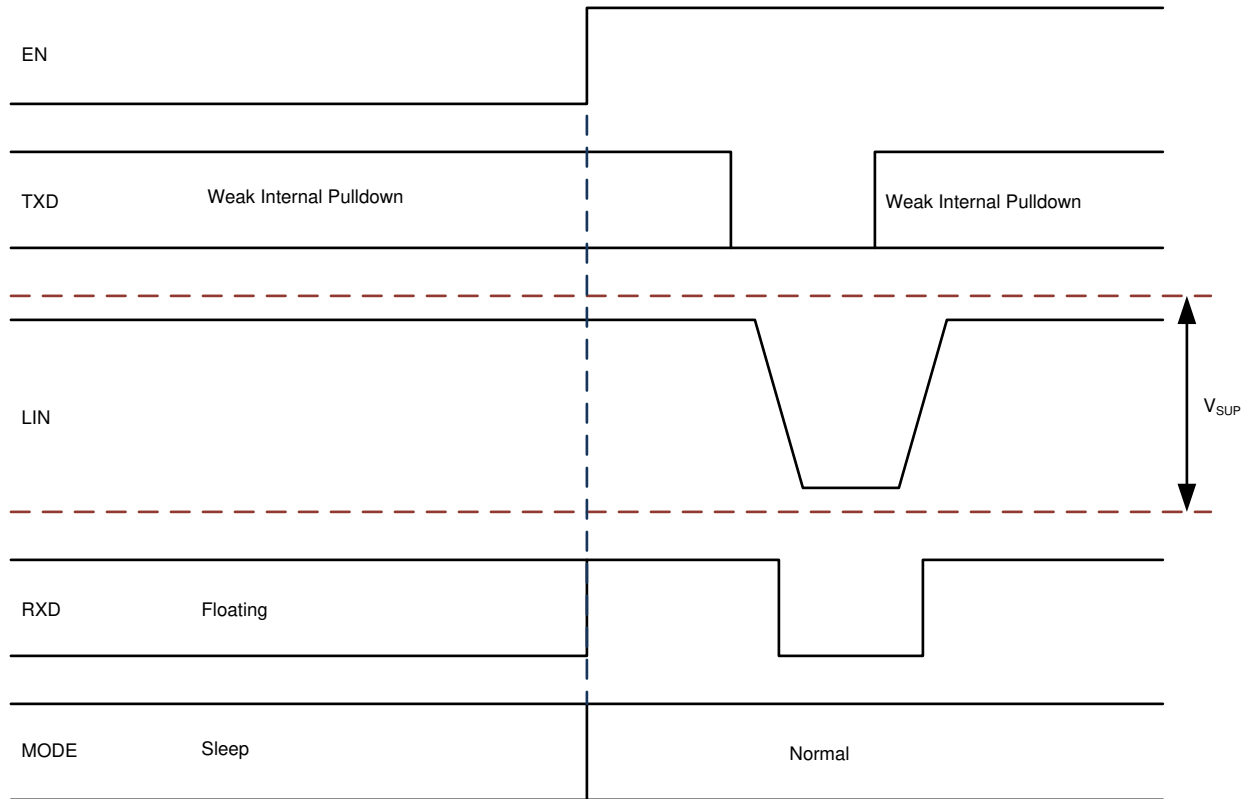 EN
TXD
Weak Internal Pulldown
Weak Internal Pulldown
LIN
VSUP
RXD
Floating
MODE
Sleep
Normal